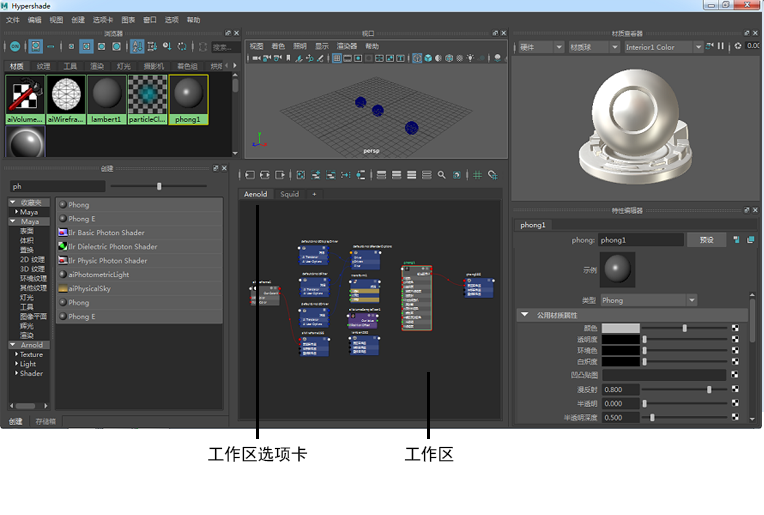 Hypershade
文件 编辑 视图 创建 选项卡 图表 窗口 选项 帮助
浏览器
搜索...
材质 纹理 工具 渲染 灯光 摄影机 着色组
aiVolume... aiWirefra... lambert1 particleCl... phong1
视口
视图 着色 照明 显示 渲染器 帮助
persp
材质查看器
硬件 材质球 Interior1 Color 0.00
创建
ph
收藏夹
Maya
Maya
表面
体积
置换
2D 纹理
3D 纹理
环境纹理
其他纹理
灯光
工具
图像平面
辉光
渲染
Arnold
Texture
Light
Shader
Phong
Phong E
llr Basic Photon Shader
llr Dielectric Photon Shader
llr Physic Photon Shader
aiPhotometricLight
aiPhysicalSky
Phong
Phong E
创建 存储箱
Aenold Squid +
phong1
特性编辑器
phong1
phong: phong1 预设
示例
类型 Phong
公用材质属性
颜色
透明度
环境色
白炽度
凹凸贴图
漫反射 0.800
半透明 0.000
半透明深度 0.500
工作区选项卡 工作区